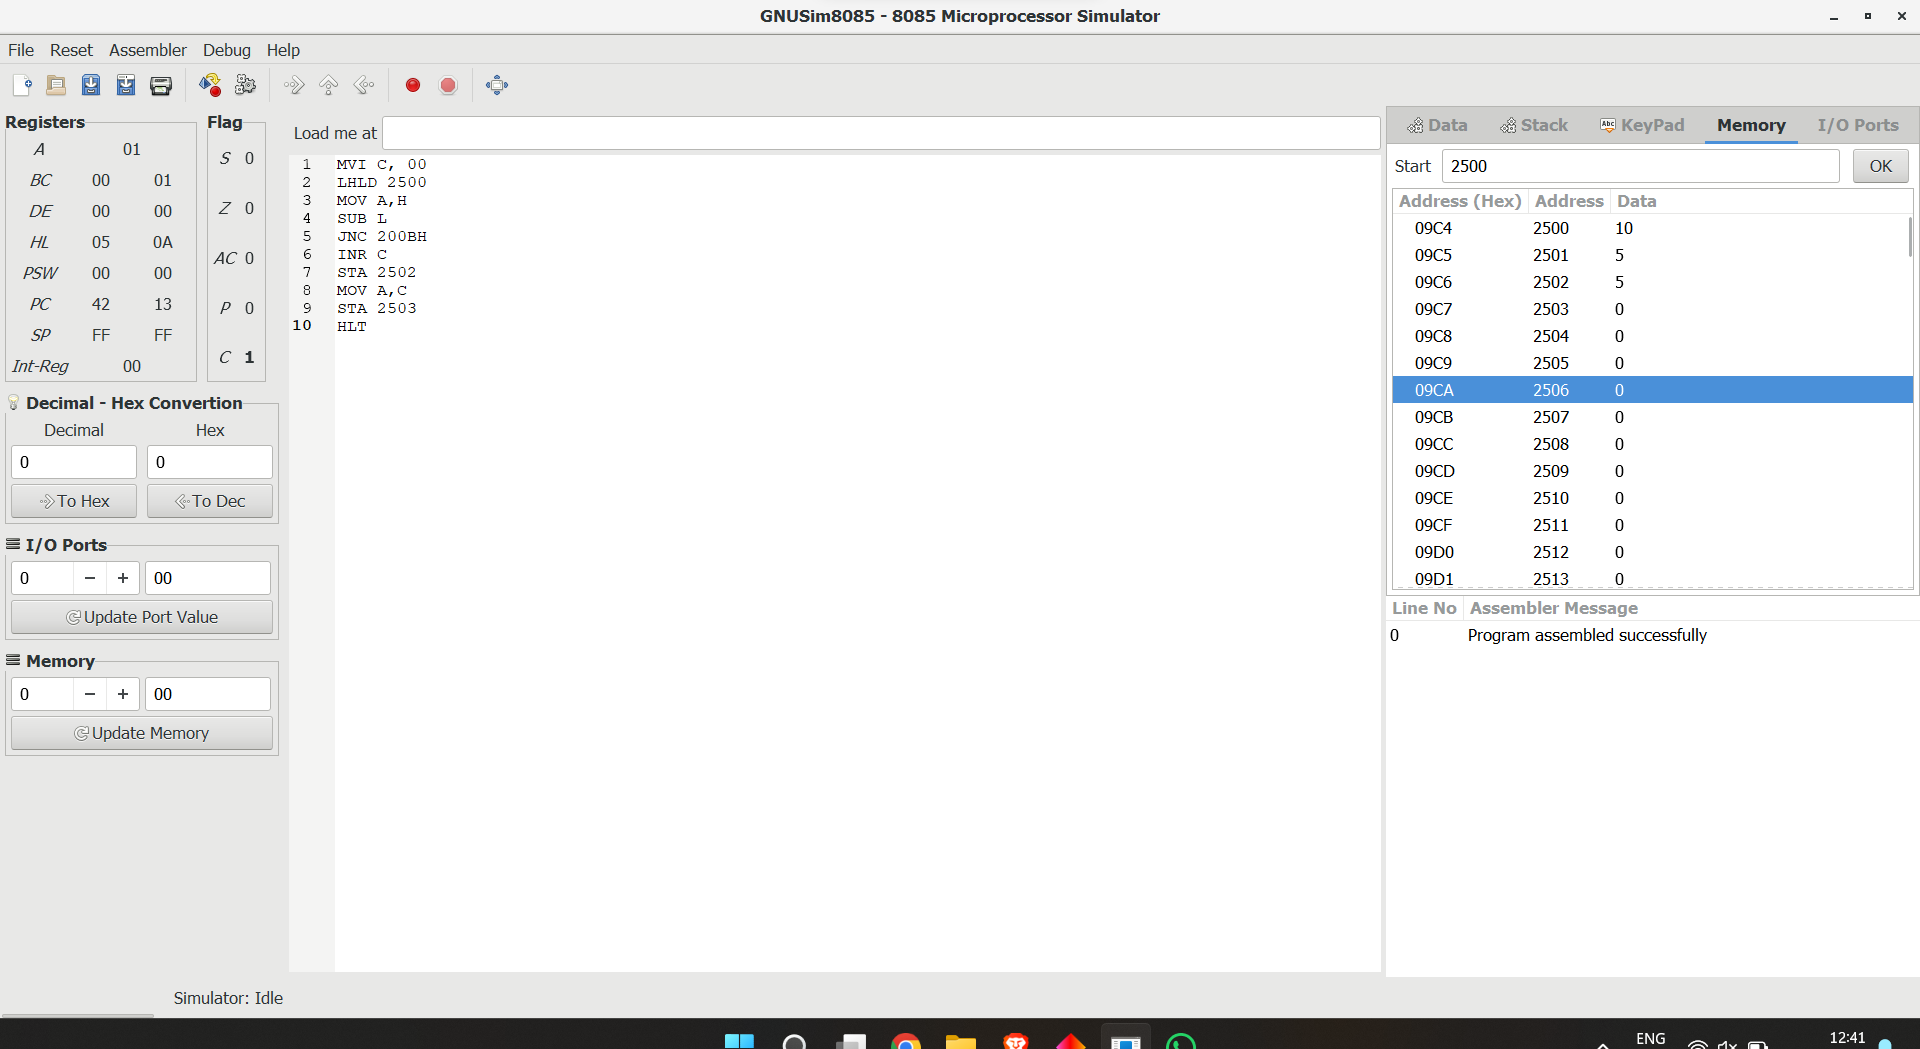 GNUSim8085 - 8085 Microprocessor Simulator
File Reset Assembler Debug Help
Registers
A 01
BC 00 01
DE 00 00
HL 05 0A
PSW 00 00
PC 42 13
SP FF FF
Int-Reg 00
Flag
S 0
Z 0
AC 0
P 0
C 1
Decimal - Hex Convertion
Decimal Hex
0 0
To Hex To Dec
I/O Ports
0 − + 00
Update Port Value
Memory
0 − + 00
Update Memory
Load me at
1 MVI C, 00
2 LHLD 2500
3 MOV A,H
4 SUB L
5 JNC 200BH
6 INR C
7 STA 2502
8 MOV A,C
9 STA 2503
10 HLT
Data Stack Abc KeyPad Memory I/O Ports
Start 2500 OK
Address (Hex) Address Data
09C4 2500 10
09C5 2501 5
09C6 2502 5
09C7 2503 0
09C8 2504 0
09C9 2505 0
09CA 2506 0
09CB 2507 0
09CC 2508 0
09CD 2509 0
09CE 2510 0
09CF 2511 0
09D0 2512 0
09D1 2513 0
Line No Assembler Message
0 Program assembled successfully
Simulator: Idle
ENG
12:41